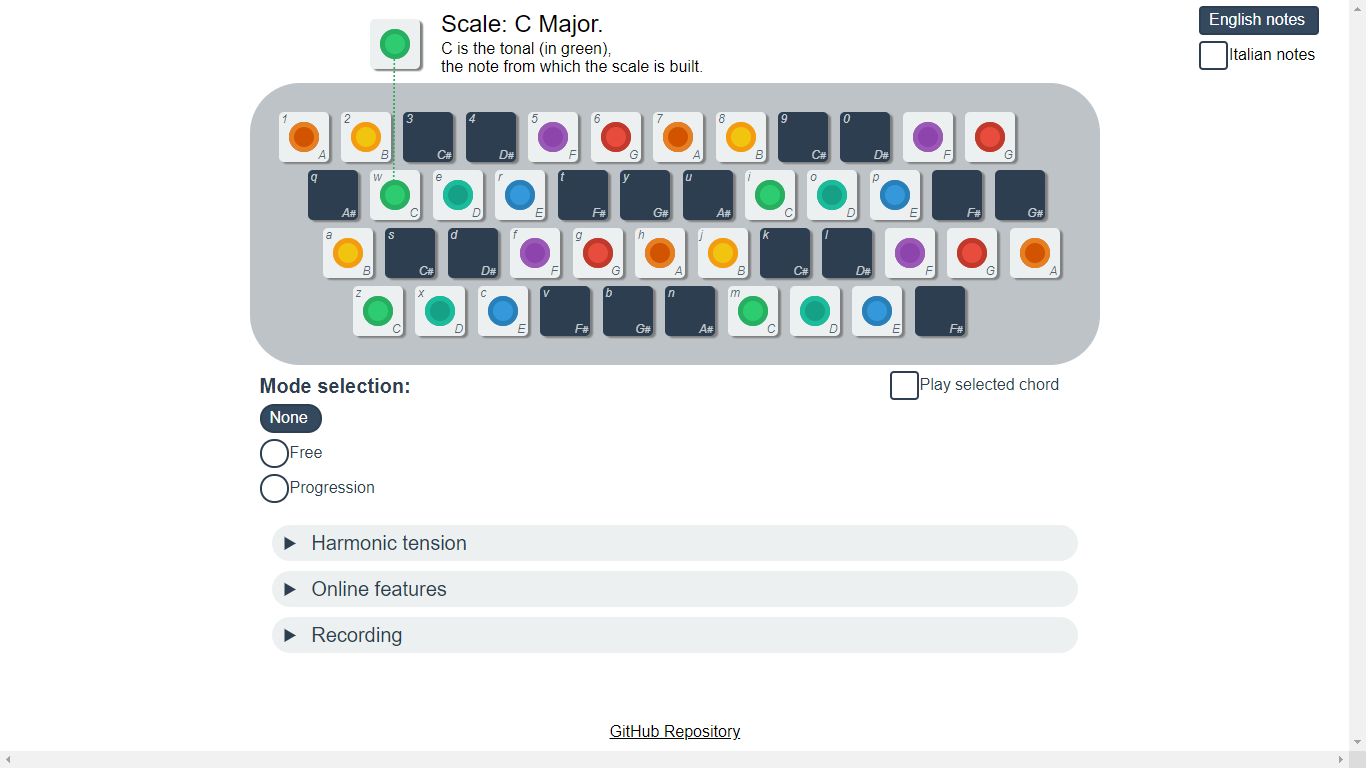 Scale: C Major.
C is the tonal (in green),
the note from which the scale is built.
English notes
Italian notes
1 A 2 B 3 C# 4 D# 5 F 6 G 7 A 8 B 9 C# 0 D# F G
q A# w C e D r E t F# y G# u A# i C o D p E F# G#
a B s C# d D# f F g G h A j B k C# l D# F G A
z C x D c E v F# b G# n A# m C D E F#
Mode selection:
Play selected chord
None
Free
Progression
Harmonic tension
Online features
Recording
GitHub Repository